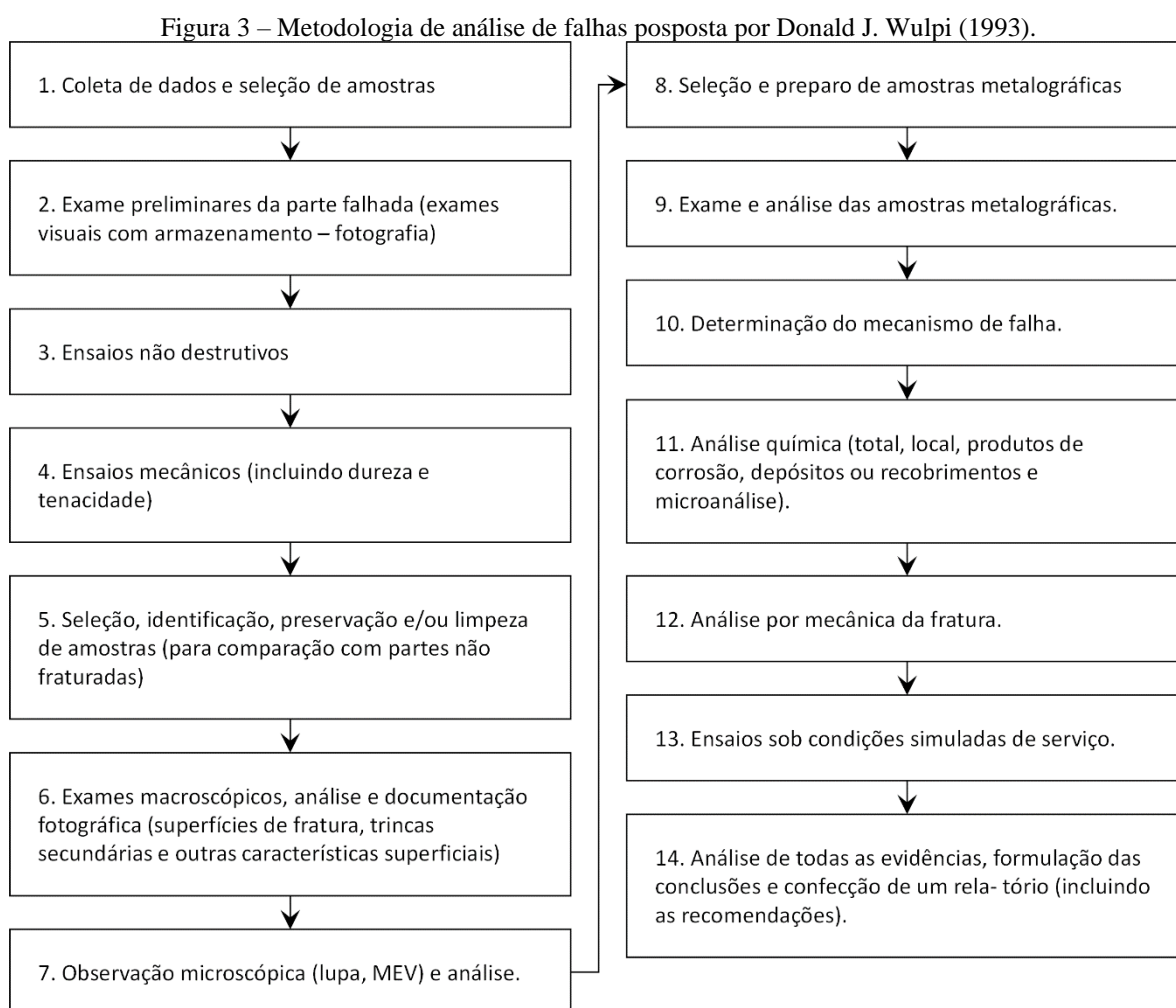 Figura 3 – Metodologia de análise de falhas posposta por Donald J. Wulpi (1993).
1. Coleta de dados e seleção de amostras
2. Exame preliminares da parte falhada (exames
visuais com armazenamento – fotografia)
3. Ensaios não destrutivos
4. Ensaios mecânicos (incluindo dureza e
tenacidade)
5. Seleção, identificação, preservação e/ou limpeza
de amostras (para comparação com partes não
fraturadas)
6. Exames macroscópicos, análise e documentação
fotográfica (superfícies de fratura, trincas
secundárias e outras características superficiais)
7. Observação microscópica (lupa, MEV) e análise.
8. Seleção e preparo de amostras metalográficas
9. Exame e análise das amostras metalográficas.
10. Determinação do mecanismo de falha.
11. Análise química (total, local, produtos de
corrosão, depósitos ou recobrimentos e
microanálise).
12. Análise por mecânica da fratura.
13. Ensaios sob condições simuladas de serviço.
14. Análise de todas as evidências, formulação das
conclusões e confecção de um rela- tório (incluindo
as recomendações).